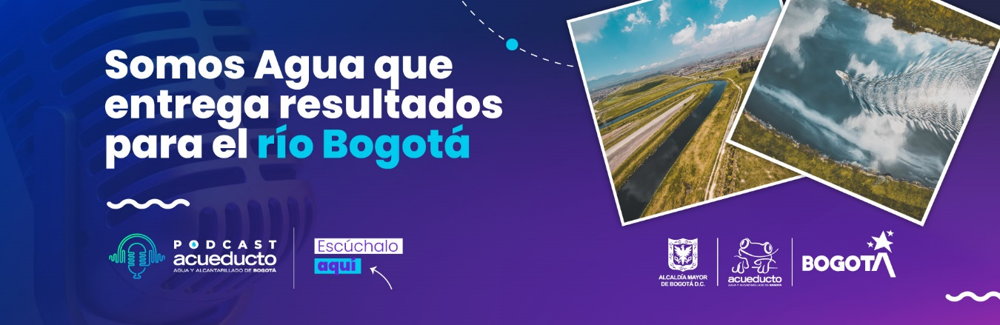 Somos Agua que
entrega resultados
para el río Bogotá
PODCAST
acueducto
AGUA Y ALCANTARILLADO DE BOGOTÁ
Escúchalo
aquí
ALCALDÍA MAYOR
DE BOGOTÁ D.C.
acueducto
AGUA Y ALCANTARILLADO DE BOGOTÁ
BOGOTÁ